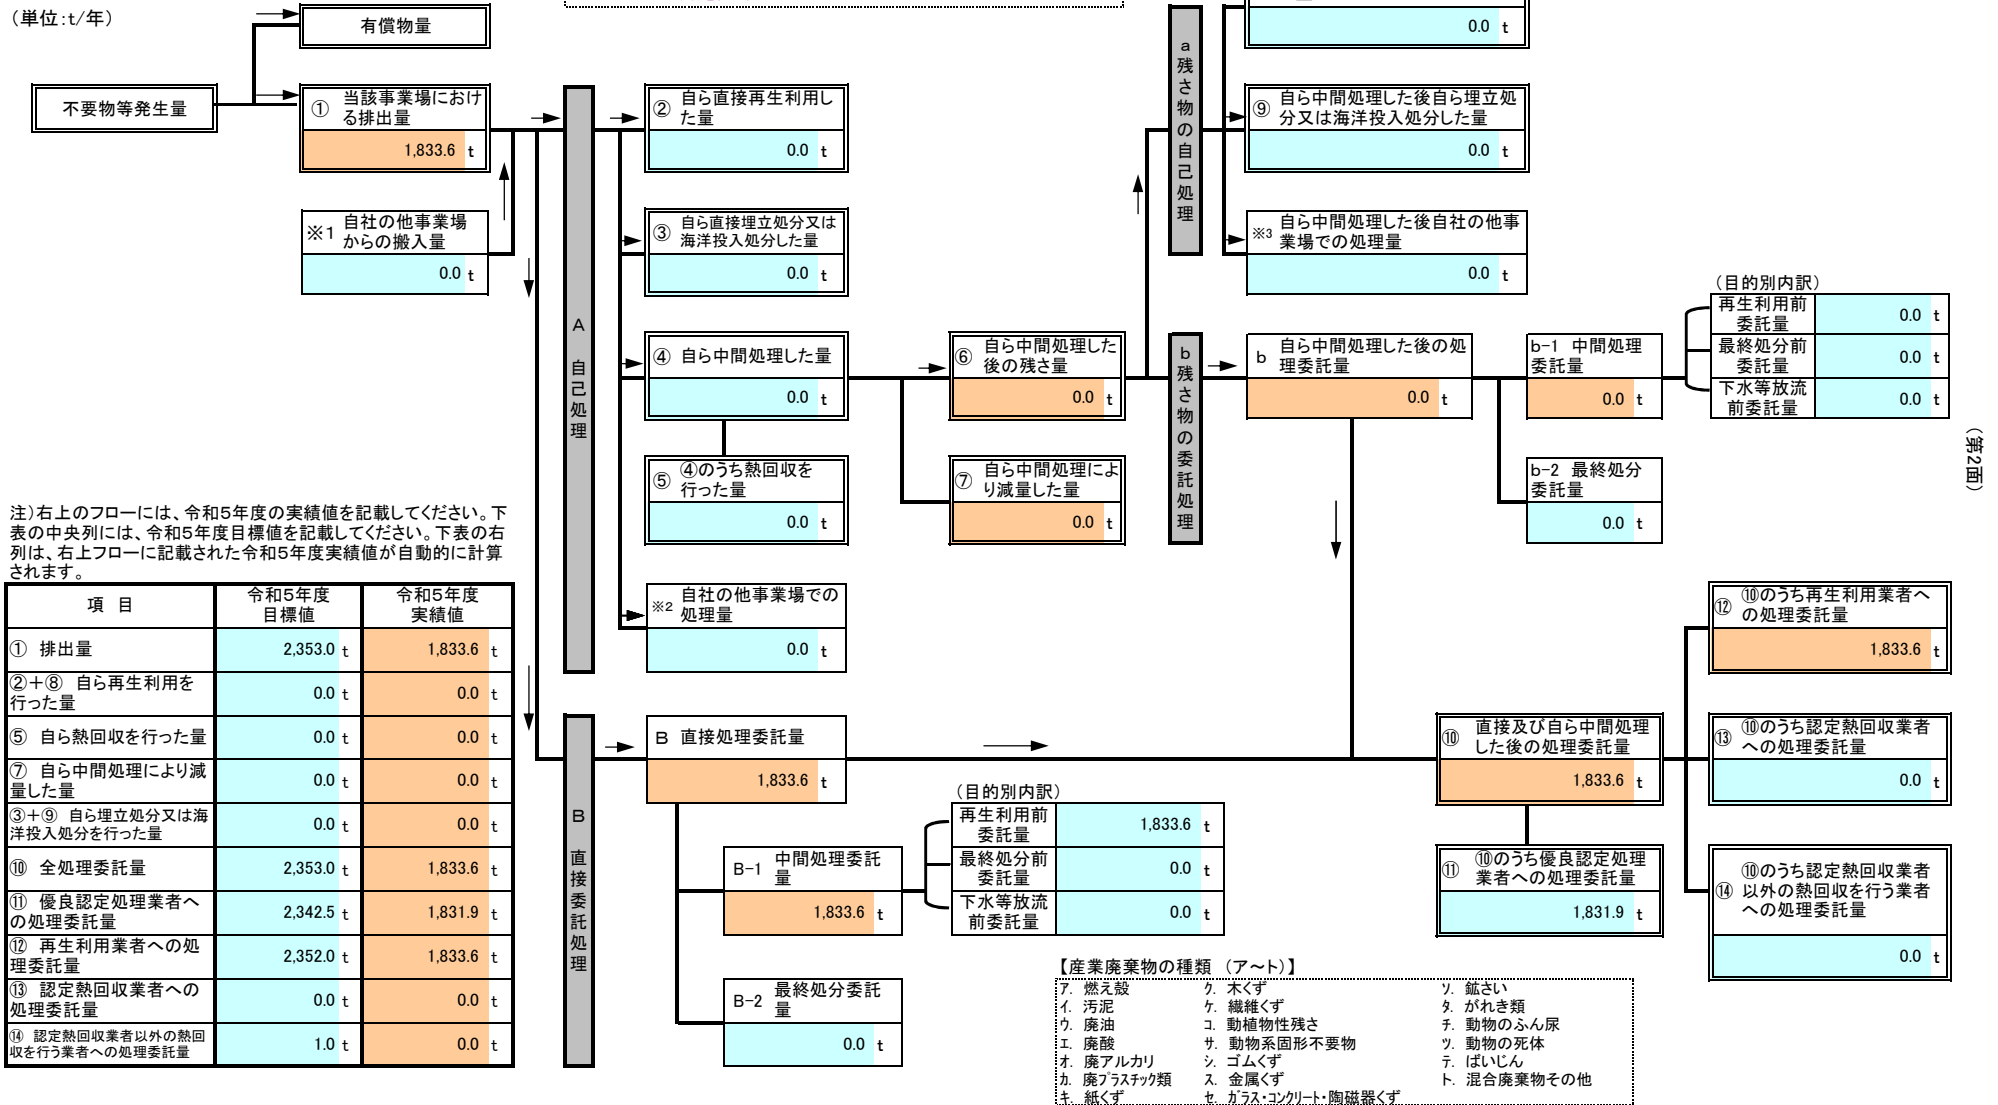 （単位:t/年）
有償物量
不要物等発生量
① 当該事業場におけ
る排出量
1,833.6 t
※1 自社の他事業場
からの搬入量
0.0 t
A 自己処理
② 自ら直接再生利用し
た量
0.0 t
③ 自ら直接埋立処分又は
海洋投入処分した量
0.0 t
④ 自ら中間処理した量
0.0 t
⑤ ④のうち熱回収を
行った量
0.0 t
※2 自社の他事業場での
処理量
0.0 t
⑥ 自ら中間処理した
後の残さ量
0.0 t
⑦ 自ら中間処理によ
り減量した量
0.0 t
a残さ物の自己処理
0.0 t
⑨ 自ら中間処理した後自ら埋立処
分又は海洋投入処分した量
0.0 t
※3 自ら中間処理した後自社の他事
業場での処理量
0.0 t
b残さ物の委託処理
b 自ら中間処理した後の処
理委託量
0.0 t
b-1 中間処理
委託量
0.0 t
b-2 最終処分
委託量
0.0 t
（目的別内訳）
再生利用前
委託量
0.0 t
最終処分前
委託量
0.0 t
下水等放流
前委託量
0.0 t
（第2面）
注）右上のフローには、令和5年度の実績値を記載してください。下
表の中央列には、令和5年度目標値を記載してください。下表の右
列は、右上フローに記載された令和5年度実績値が自動的に計算
されます。
項 目 令和5年度
目標値 令和5年度
実績値
① 排出量 2,353.0 t 1,833.6 t
②＋⑧ 自ら再生利用を
行った量 0.0 t 0.0 t
⑤ 自ら熱回収を行った量 0.0 t 0.0 t
⑦ 自ら中間処理により減
量した量 0.0 t 0.0 t
③＋⑨ 自ら埋立処分又は海
洋投入処分を行った量 0.0 t 0.0 t
⑩ 全処理委託量 2,353.0 t 1,833.6 t
⑪ 優良認定処理業者へ
の処理委託量 2,342.5 t 1,831.9 t
⑫ 再生利用業者への処
理委託量 2,352.0 t 1,833.6 t
⑬ 認定熱回収業者への
処理委託量 0.0 t 0.0 t
⑭ 認定熱回収業者以外の熱回
収を行う業者への処理委託量 1.0 t 0.0 t
B 直接委託処理
B 直接処理委託量
1,833.6 t
B-1 中間処理委託
量
1,833.6 t
B-2 最終処分委託
量
0.0 t
（目的別内訳）
再生利用前
委託量
1,833.6 t
最終処分前
委託量
0.0 t
下水等放流
前委託量
0.0 t
⑩ 直接及び自ら中間処理
した後の処理委託量
1,833.6 t
⑪ ⑩のうち優良認定処理
業者への処理委託量
1,831.9 t
⑫ ⑩のうち再生利用業者へ
の処理委託量
1,833.6 t
⑬ ⑩のうち認定熱回収業者
への処理委託量
0.0 t
⑭ ⑩のうち認定熱回収業者
以外の熱回収を行う業者
への処理委託量
0.0 t
【産業廃棄物の種類 （ア～ト）】
ア. 燃え殻 ク. 木くず ソ. 鉱さい
イ. 汚泥 ケ. 繊維くず タ. がれき類
ウ. 廃油 コ. 動植物性残さ チ. 動物のふん尿
エ. 廃酸 サ. 動物系固形不要物 ツ. 動物の死体
オ. 廃アルカリ シ. ゴムくず テ. ばいじん
カ. 廃プラスチック類 ス. 金属くず ト. 混合廃棄物その他
キ. 紙くず セ. ガラス・コンクリート・陶磁器くず